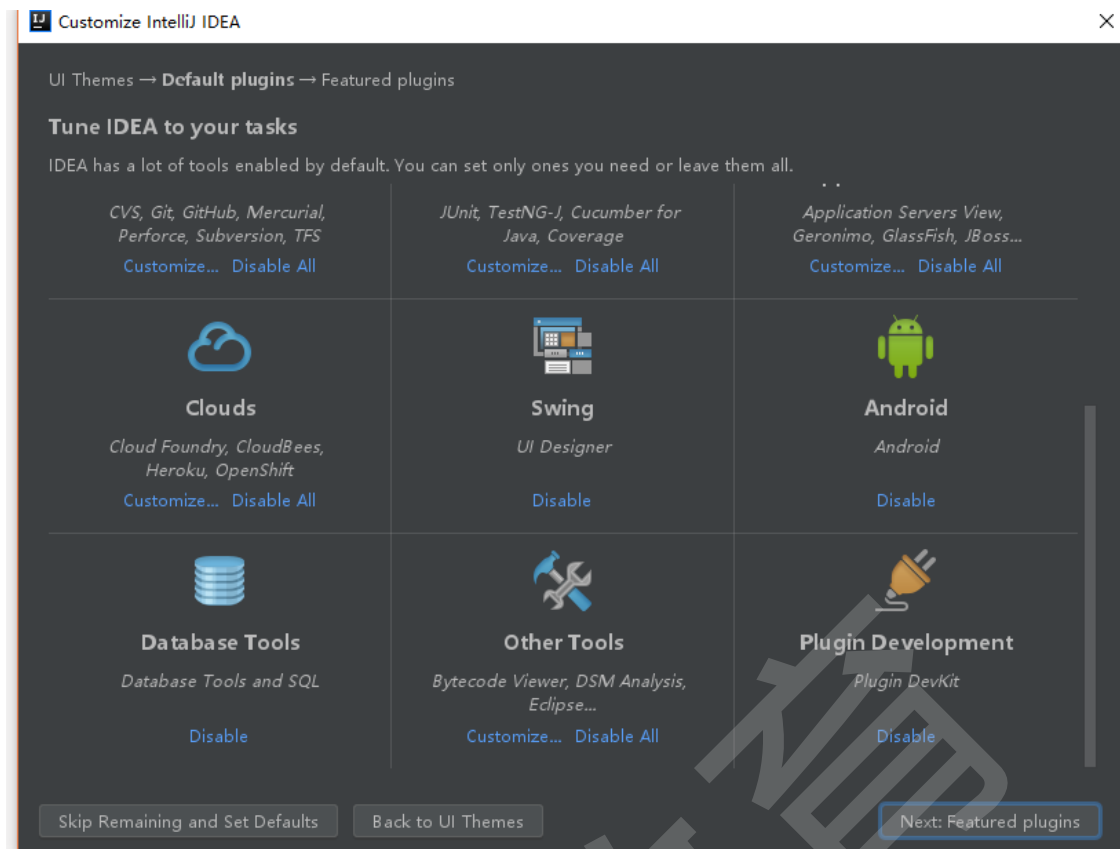 Customize IntelliJ IDEA
UI Themes → Default plugins → Featured plugins
Tune IDEA to your tasks
IDEA has a lot of tools enabled by default. You can set only ones you need or leave them all.
CVS, Git, GitHub, Mercurial,
Perforce, Subversion, TFS
Customize... Disable All
JUnit, TestNG-J, Cucumber for
Java, Coverage
Customize... Disable All
Application Servers View,
Geronimo, GlassFish, JBoss...
Customize... Disable All
Clouds
Cloud Foundry, CloudBees,
Heroku, OpenShift
Customize... Disable All
Swing
UI Designer
Disable
Android
Android
Disable
Database Tools
Database Tools and SQL
Disable
Other Tools
Bytecode Viewer, DSM Analysis,
Eclipse...
Customize... Disable All
Plugin Development
Plugin DevKit
Disable
Skip Remaining and Set Defaults
Back to UI Themes
Next: Featured plugins